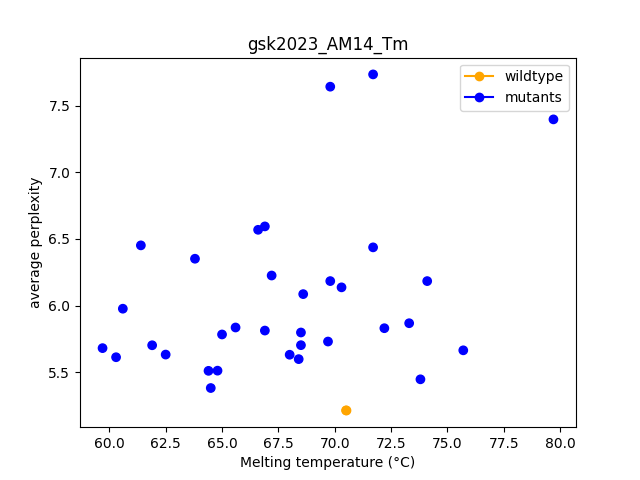 gsk2023_AM14_Tm
wildtype
mutants
7.5
7.0
6.5
6.0
5.5
average perplexity
60.0 62.5 65.0 67.5 70.0 72.5 75.0 77.5 80.0
Melting temperature (°C)